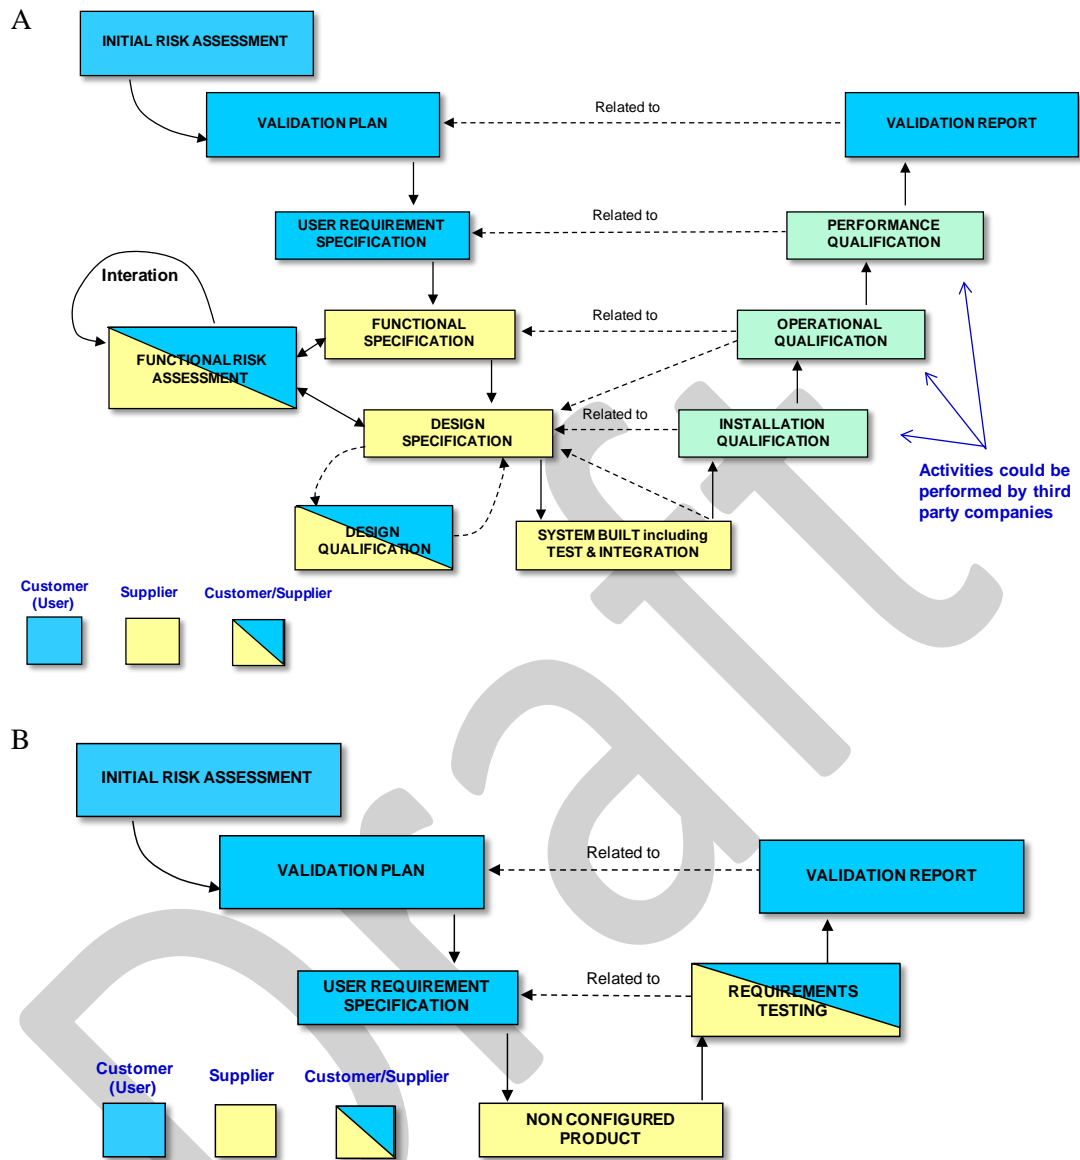 A
INITIAL RISK ASSESSMENT
VALIDATION PLAN
Related to
VALIDATION REPORT
USER REQUIREMENT
SPECIFICATION
Related to
PERFORMANCE
QUALIFICATION
Interation
FUNCTIONAL
SPECIFICATION
Related to
OPERATIONAL
QUALIFICATION
FUNCTIONAL RISK
ASSESSMENT
DESIGN
SPECIFICATION
Related to
INSTALLATION
QUALIFICATION
Activities could be
performed by third
party companies
DESIGN
QUALIFICATION
SYSTEM BUILT including
TEST & INTEGRATION
Customer
(User)
Supplier
Customer/Supplier
B
INITIAL RISK ASSESSMENT
VALIDATION PLAN
Related to
VALIDATION REPORT
USER REQUIREMENT
SPECIFICATION
Related to
REQUIREMENTS
TESTING
Customer
(User)
Supplier
Customer/Supplier
NON CONFIGURED
PRODUCT
Draft